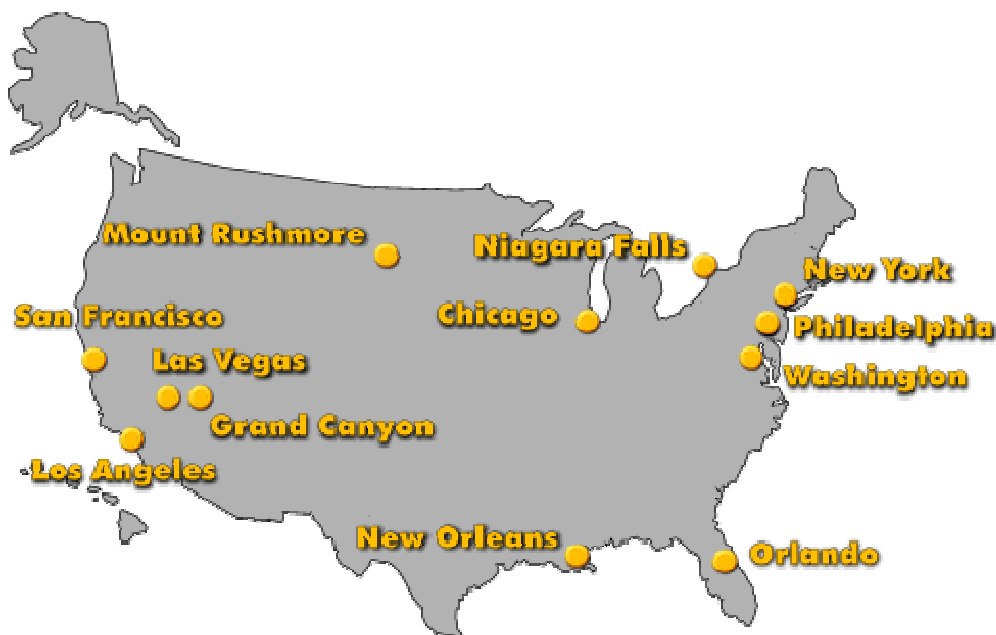 Mount Rushmore
Niagara Falls
New York
San Francisco
Chicago
Philadelphia
Las Vegas
Washington
Grand Canyon
Los Angeles
New Orleans
Orlando